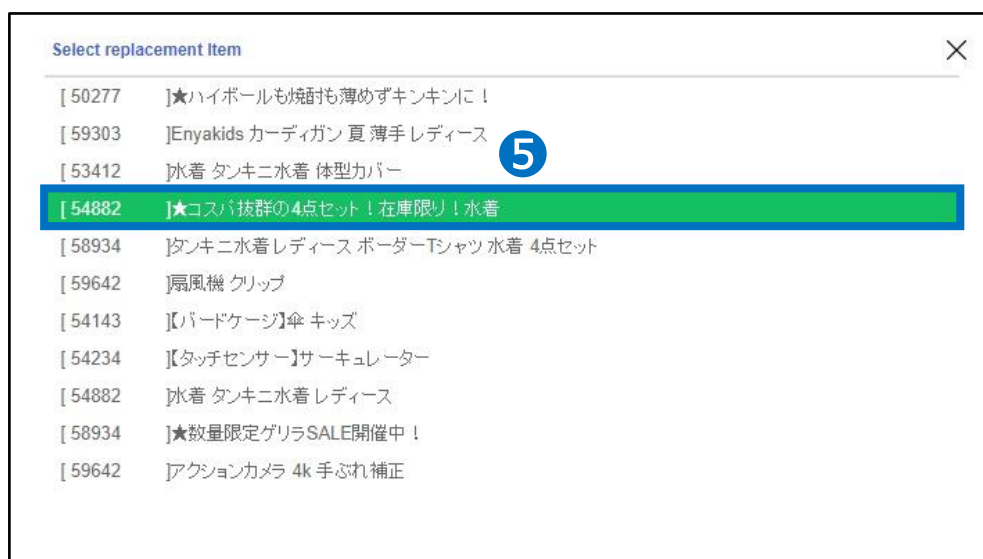 Select replacement Item
[ 50277 ]★ハイボールも焼酎も薄めずキンキンに！
[ 59303 ]Enyakids カーディガン 夏 薄手 レディース
[ 53412 ]水着 タンキニ水着 体型カバー
5
[ 54882 ]★コスパ抜群の4点セット！在庫限り！水着
[ 58934 ]タンキニ水着レディース ボーダーTシャツ 水着 4点セット
[ 59642 ]扇風機 クリップ
[ 54143 ]【バードケージ】傘 キッズ
[ 54234 ]【タッチセンサー】サーキュレーター
[ 54882 ]水着 タンキニ水着 レディース
[ 58934 ]★数量限定ゲリラSALE開催中！
[ 59642 ]アクションカメラ 4k 手ぶれ補正